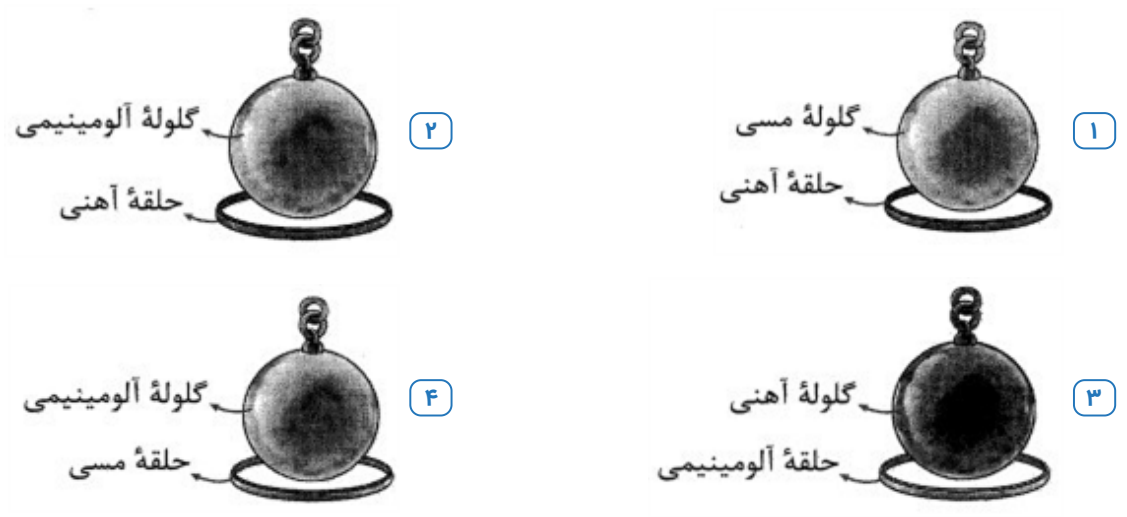 ۱
گلولهٔ مسی
حلقهٔ آهنی
۲
گلولهٔ آلومینیمی
حلقهٔ آهنی
۳
گلولهٔ آهنی
حلقهٔ آلومینیمی
۴
گلولهٔ آلومینیمی
حلقهٔ مسی